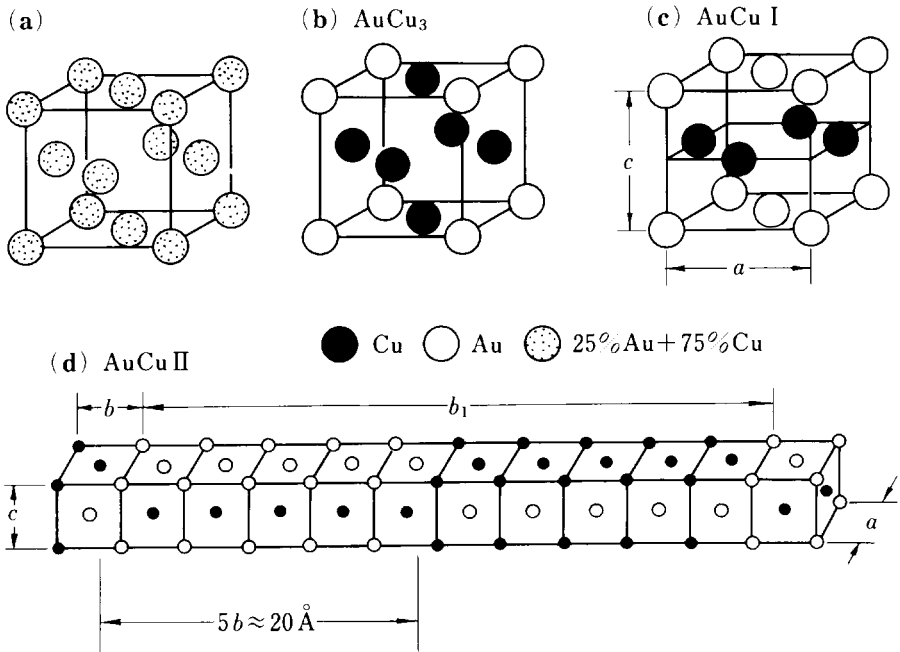 (a)
(b) AuCu₃
(c) AuCu I
c
a
Cu Au 25%Au+75%Cu
(d) AuCu II
b
b₁
c
a
5b≈20Å